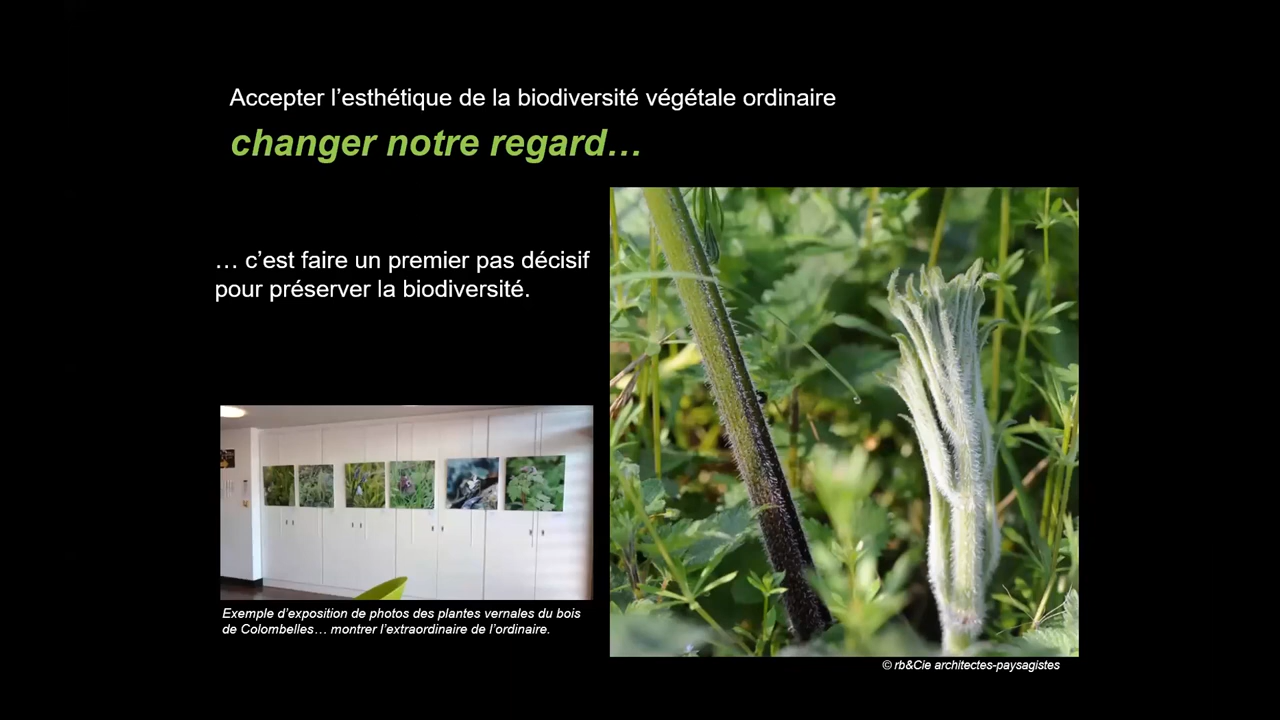 Accepter l’esthétique de la biodiversité végétale ordinaire
changer notre regard…
… c’est faire un premier pas décisif
pour préserver la biodiversité.
Exemple d’exposition de photos des plantes vernales du bois
de Colombelles… montrer l’extraordinaire de l’ordinaire.
© rb&Cie architectes-paysagistes